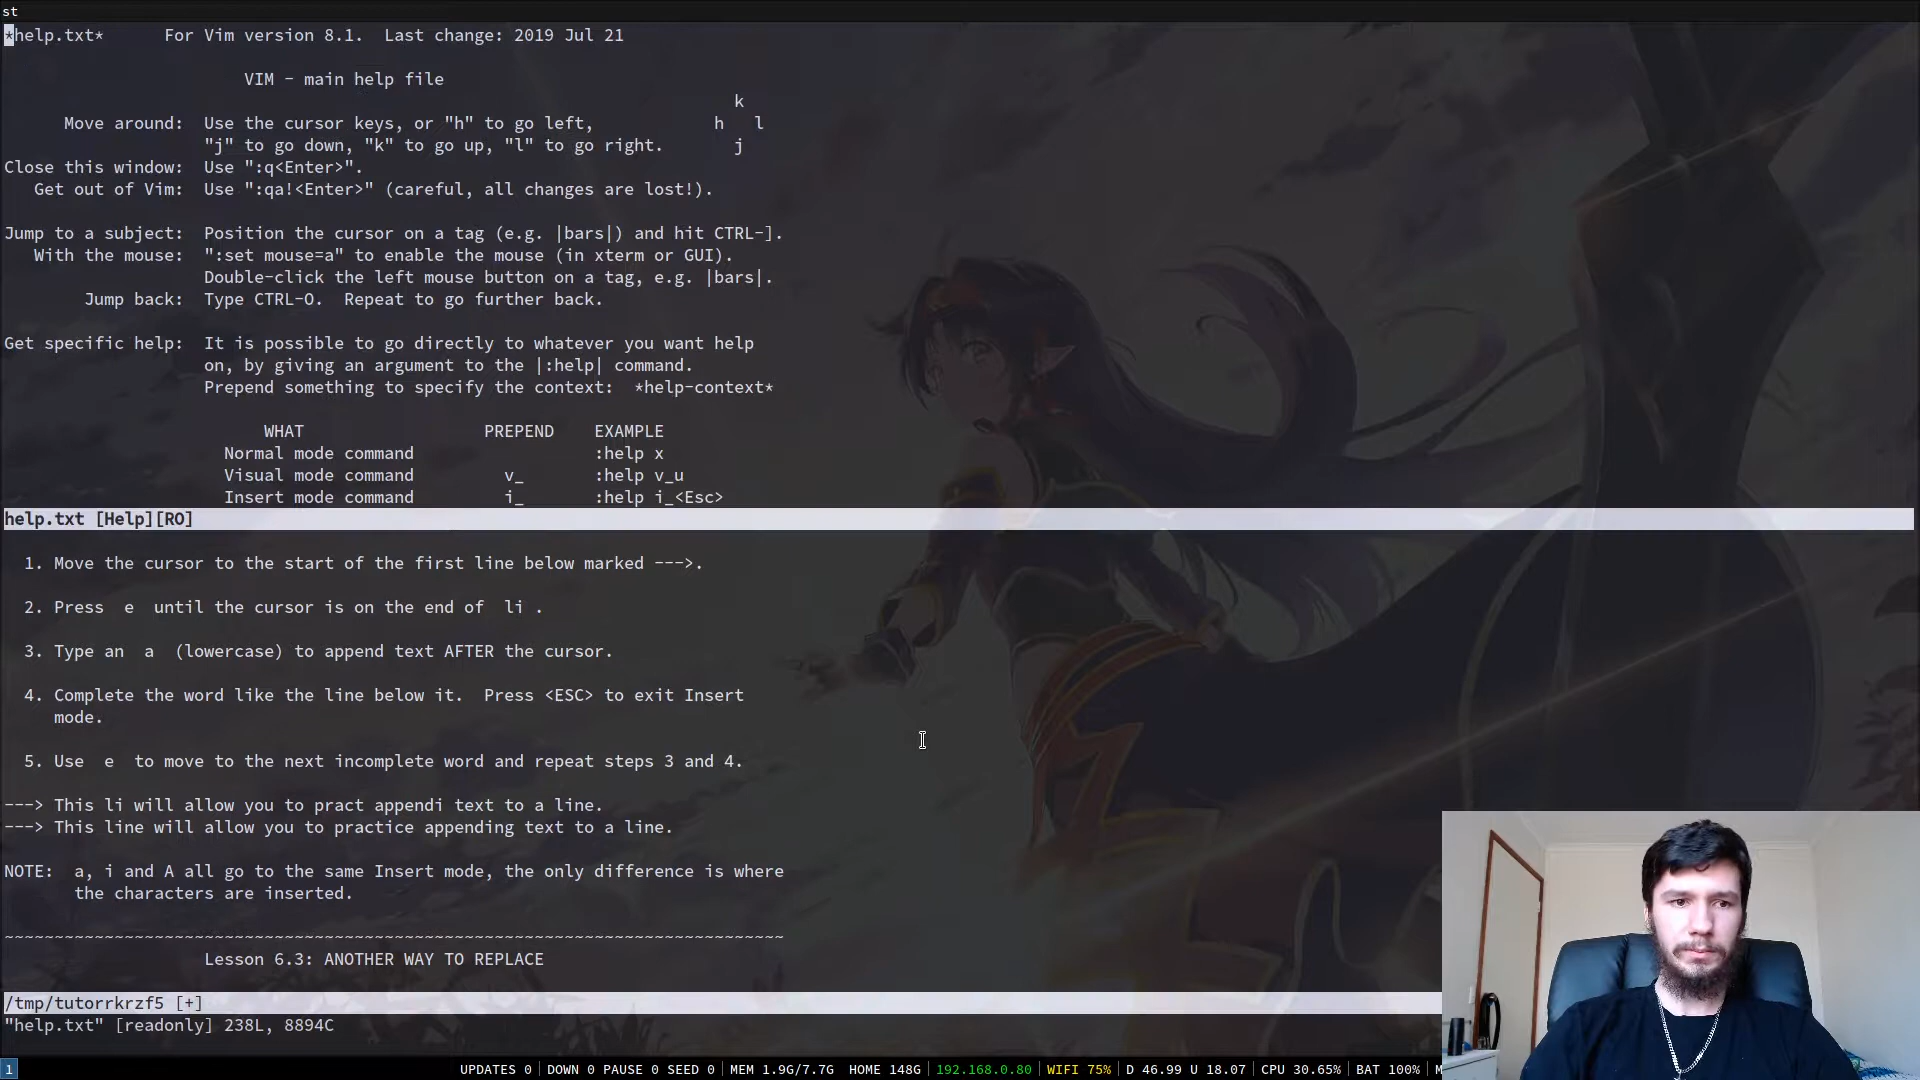 st
*help.txt*      For Vim version 8.1.  Last change: 2019 Jul 21
VIM - main help file
k
Move around:  Use the cursor keys, or "h" to go left,            h   l
"j" to go down, "k" to go up, "l" to go right.       j
Close this window:  Use ":q<Enter>".
Get out of Vim:  Use ":qa!<Enter>" (careful, all changes are lost!).
Jump to a subject:  Position the cursor on a tag (e.g. |bars|) and hit CTRL-].
With the mouse:  ":set mouse=a" to enable the mouse (in xterm or GUI).
Double-click the left mouse button on a tag, e.g. |bars|.
Jump back:  Type CTRL-O.  Repeat to go further back.
Get specific help:  It is possible to go directly to whatever you want help
on, by giving an argument to the |:help| command.
Prepend something to specify the context:  *help-context*
WHAT                  PREPEND    EXAMPLE
Normal mode command                  :help x
Visual mode command         v_       :help v_u
Insert mode command         i_       :help i_<Esc>
help.txt [Help][RO]
1. Move the cursor to the start of the first line below marked --->.
2. Press  e  until the cursor is on the end of  li .
3. Type an  a  (lowercase) to append text AFTER the cursor.
4. Complete the word like the line below it.  Press <ESC> to exit Insert
mode.
5. Use  e  to move to the next incomplete word and repeat steps 3 and 4.
---> This li will allow you to pract appendi text to a line.
---> This line will allow you to practice appending text to a line.
NOTE:  a, i and A all go to the same Insert mode, the only difference is where
the characters are inserted.
~~~~~~~~~~~~~~~~~~~~~~~~~~~~~~~~~~~~~~~~~~~~~~~~~~~~~~~~~~~~~~~~~~~~~~~~~~~~~~
Lesson 6.3: ANOTHER WAY TO REPLACE
/tmp/tutorrkrzf5 [+]
"help.txt" [readonly] 238L, 8894C
1 UPDATES 0 | DOWN 0 PAUSE 0 SEED 0 | MEM 1.9G/7.7G  HOME 148G | 192.168.0.80 | WIFI 75% | D 46.99 U 18.07 | CPU 30.65% | BAT 100% | M